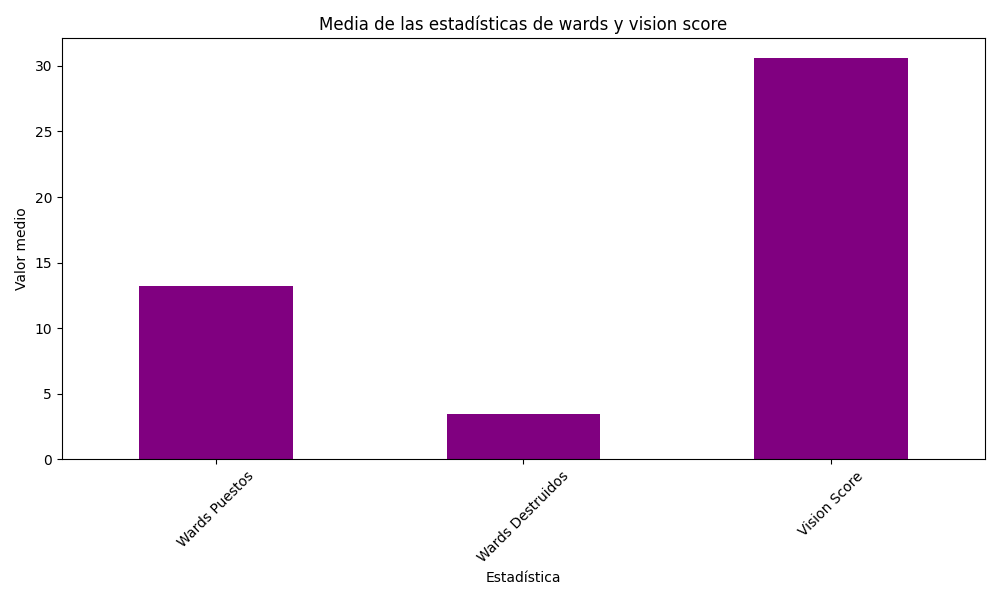 Media de las estadísticas de wards y vision score
Valor medio
30
25
20
15
10
5
0
Wards Puestos
Wards Destruidos
Vision Score
Estadística